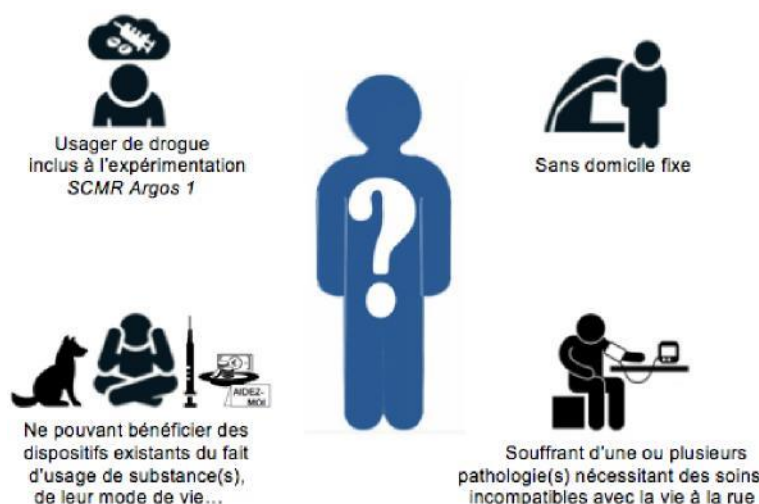 Usager de drogue
inclus à l'expérimentation
SCMR Argos 1
Sans domicile fixe
?
AIDEZ-
MOI
Ne pouvant bénéficier des
dispositifs existants du fait
d'usage de substance(s),
de leur mode de vie...
Souffrant d'une ou plusieurs
pathologie(s) nécessitant des soins
incompatibles avec la vie à la rue